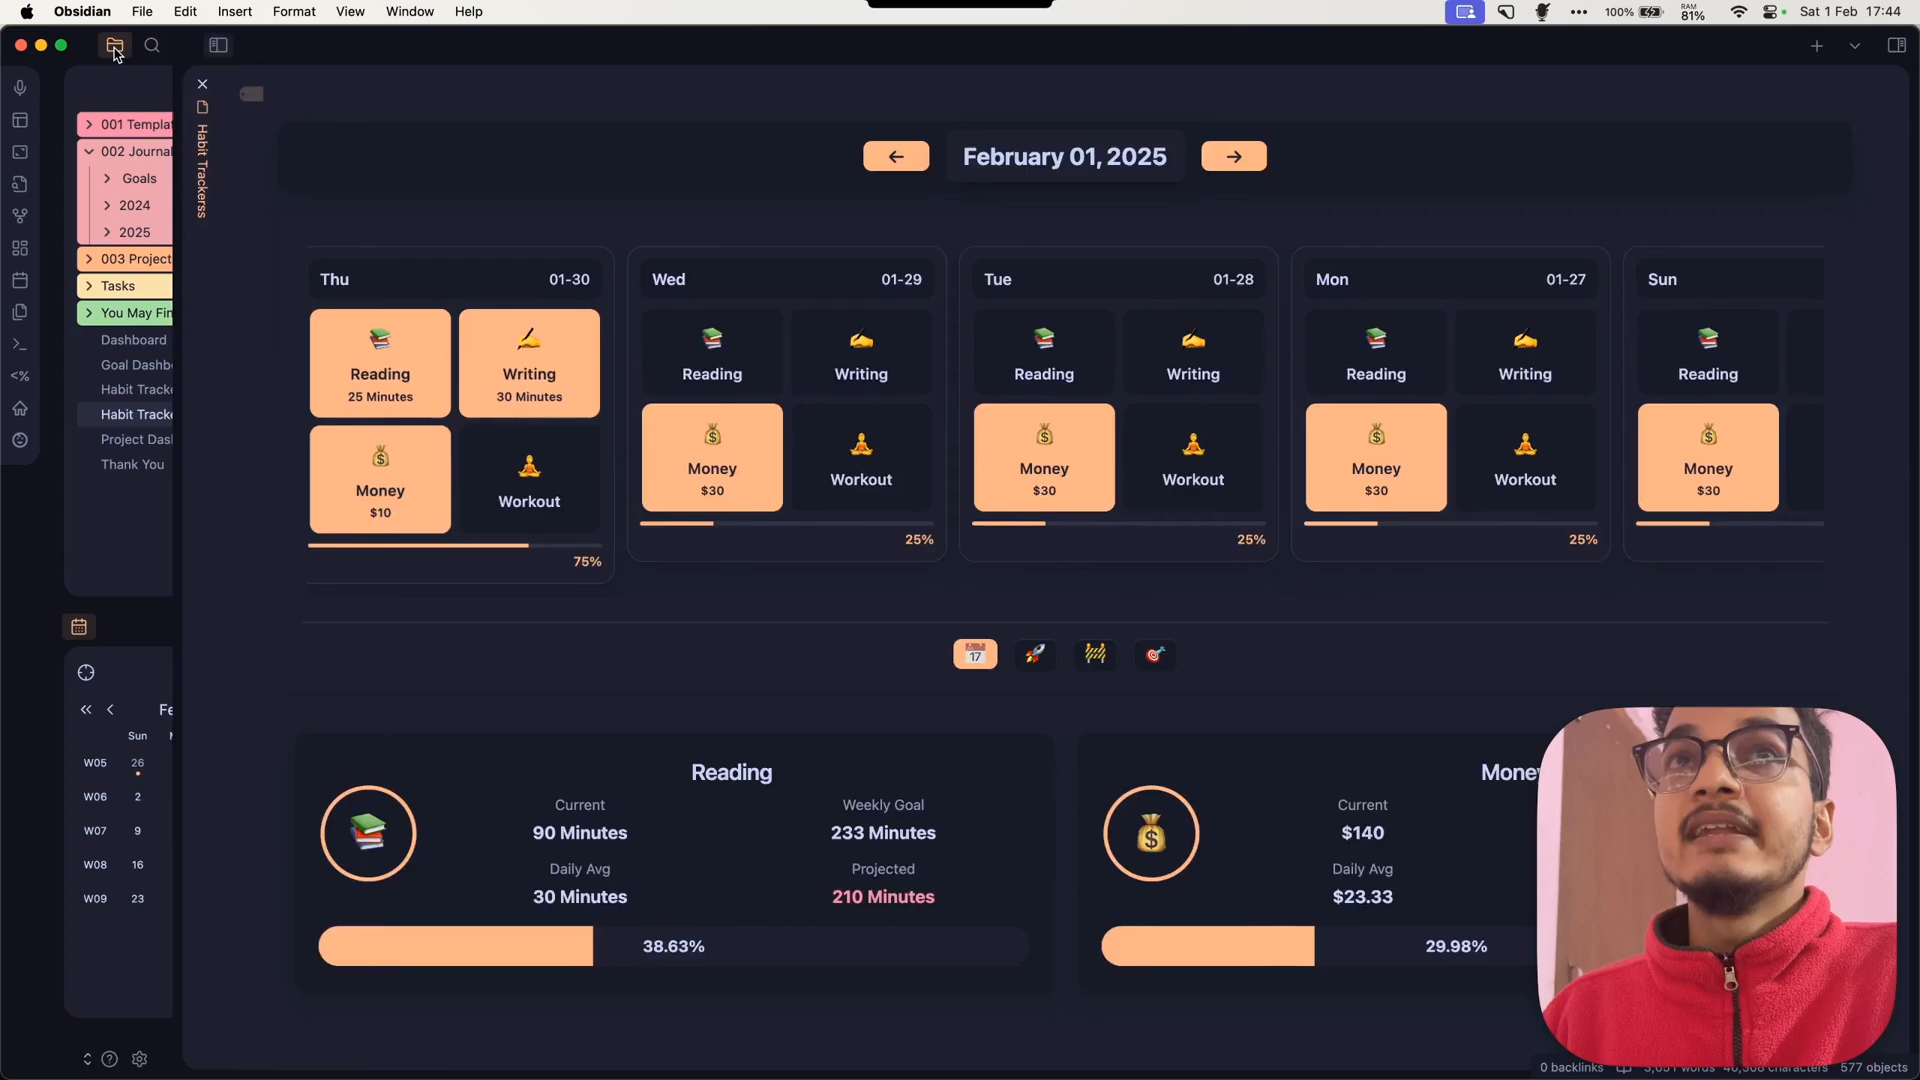 Obsidian File Edit Insert Format View Window Help
100% RAM 81% Sat 1 Feb 17:44
Habit Trackerss
001 Templa
002 Journal
Goals
2024
2025
003 Project
Tasks
You May Fin
Dashboard
Goal Dashb
Habit Tracke
Habit Tracke
Project Das
Thank You
Fe
Sun
W05 26
W06 2
W07 9
W08 16
W09 23
← February 01, 2025 →
Thu 01-30
Reading
25 Minutes
Writing
30 Minutes
Money
$10
Workout
75%
Wed 01-29
Reading
Writing
Money
$30
Workout
25%
Tue 01-28
Reading
Writing
Money
$30
Workout
25%
Mon 01-27
Reading
Writing
Money
$30
Workout
25%
Sun
Reading
Money
$30
17
Reading
Current
90 Minutes
Weekly Goal
233 Minutes
Daily Avg
30 Minutes
Projected
210 Minutes
38.63%
Money
Current
$140
Daily Avg
$23.33
29.98%
0 backlinks
577 objects